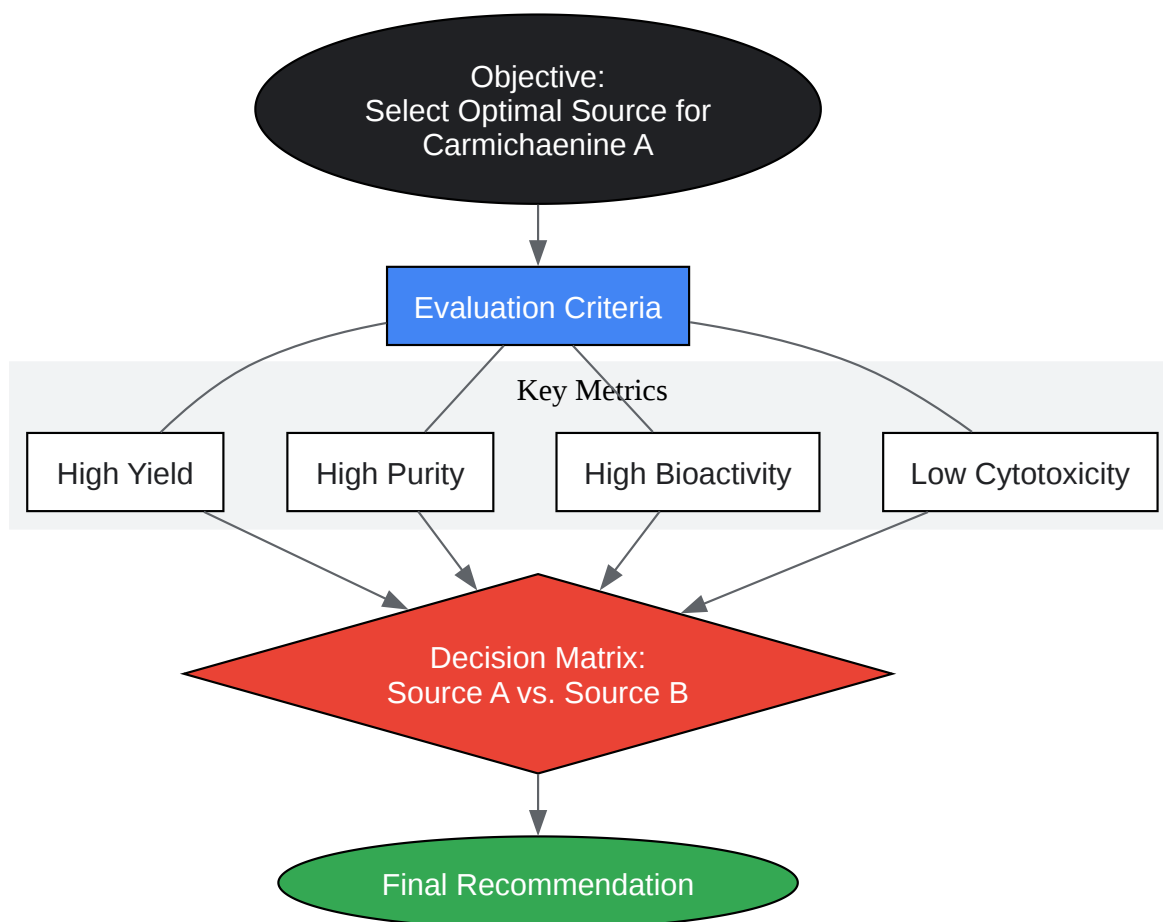 Objective:
Select Optimal Source for
Carmichaenine A
Evaluation Criteria
Key Metrics
High Yield
High Purity
High Bioactivity
Low Cytotoxicity
Decision Matrix:
Source A vs. Source B
Final Recommendation